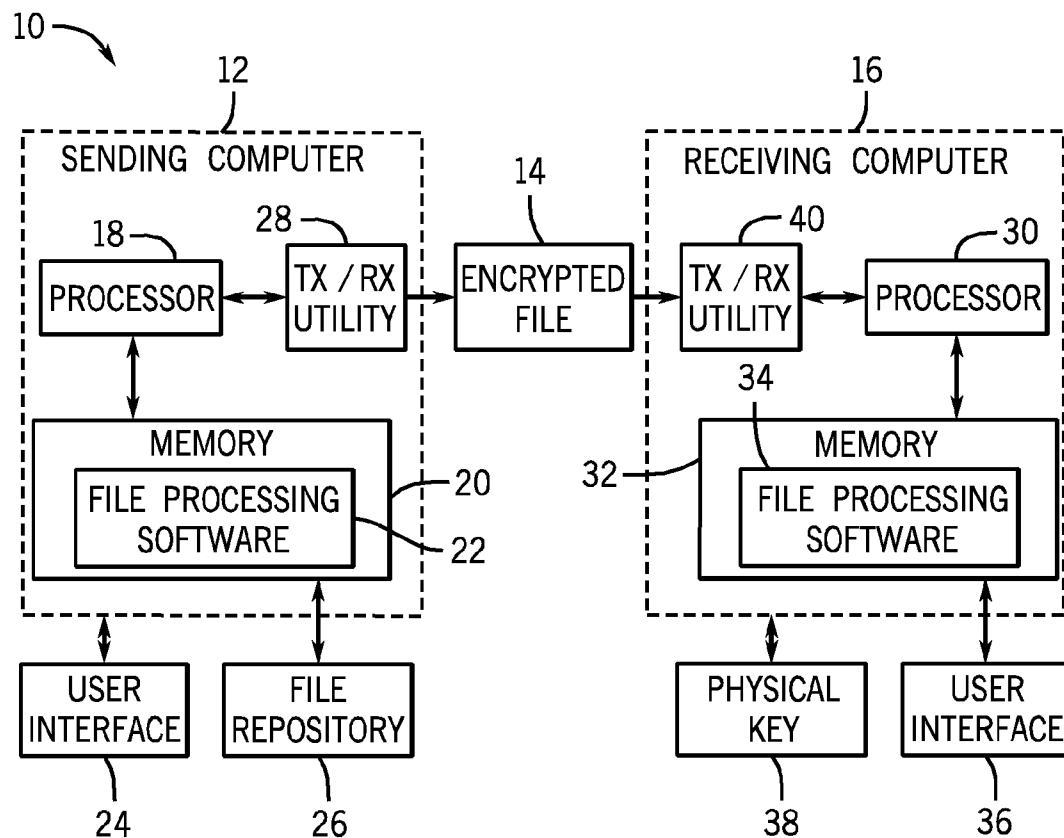 10
12
16
SENDING COMPUTER
RECEIVING COMPUTER
14
18
28
40
30
PROCESSOR
TX / RX
UTILITY
ENCRYPTED
FILE
TX / RX
UTILITY
PROCESSOR
34
MEMORY
FILE PROCESSING
SOFTWARE
20
22
32
MEMORY
FILE PROCESSING
SOFTWARE
USER
INTERFACE
FILE
REPOSITORY
PHYSICAL
KEY
USER
INTERFACE
24
26
38
36